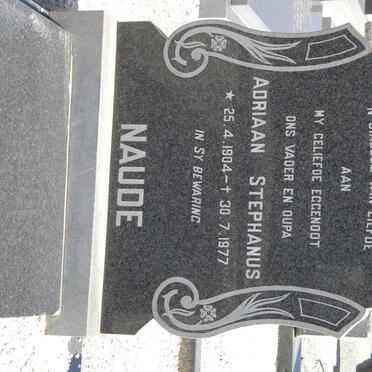 AAN
MY GELIEFDE EGGENOOT
ONS VADER EN OUPA
ADRIAAN STEPHANUS
★ 25.4.1904 – † 30.7.1977
IN SY BEWARING
NAUDE